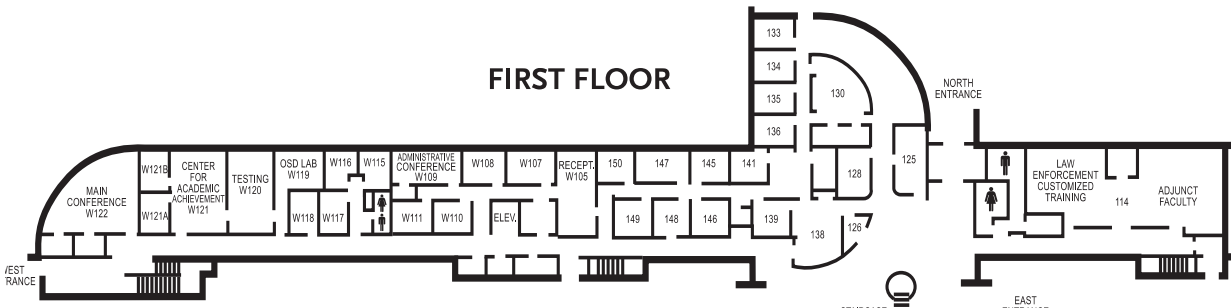 FIRST FLOOR
133
134
135
136
130
NORTH
ENTRANCE
125
128
126
138
139
141
145
147
150
146
148
149
RECEPT.
W105
W107
W108
ADMINISTRATIVE
CONFERENCE
W109
W110
W111
ELEV.
W115
W116
W117
W118
OSD LAB
W119
TESTING
W120
CENTER
FOR
ACADEMIC
ACHIEVEMENT
W121
W121B
W121A
MAIN
CONFERENCE
W122
LAW
ENFORCEMENT
CUSTOMIZED
TRAINING
114
ADJUNCT
FACULTY
EAST